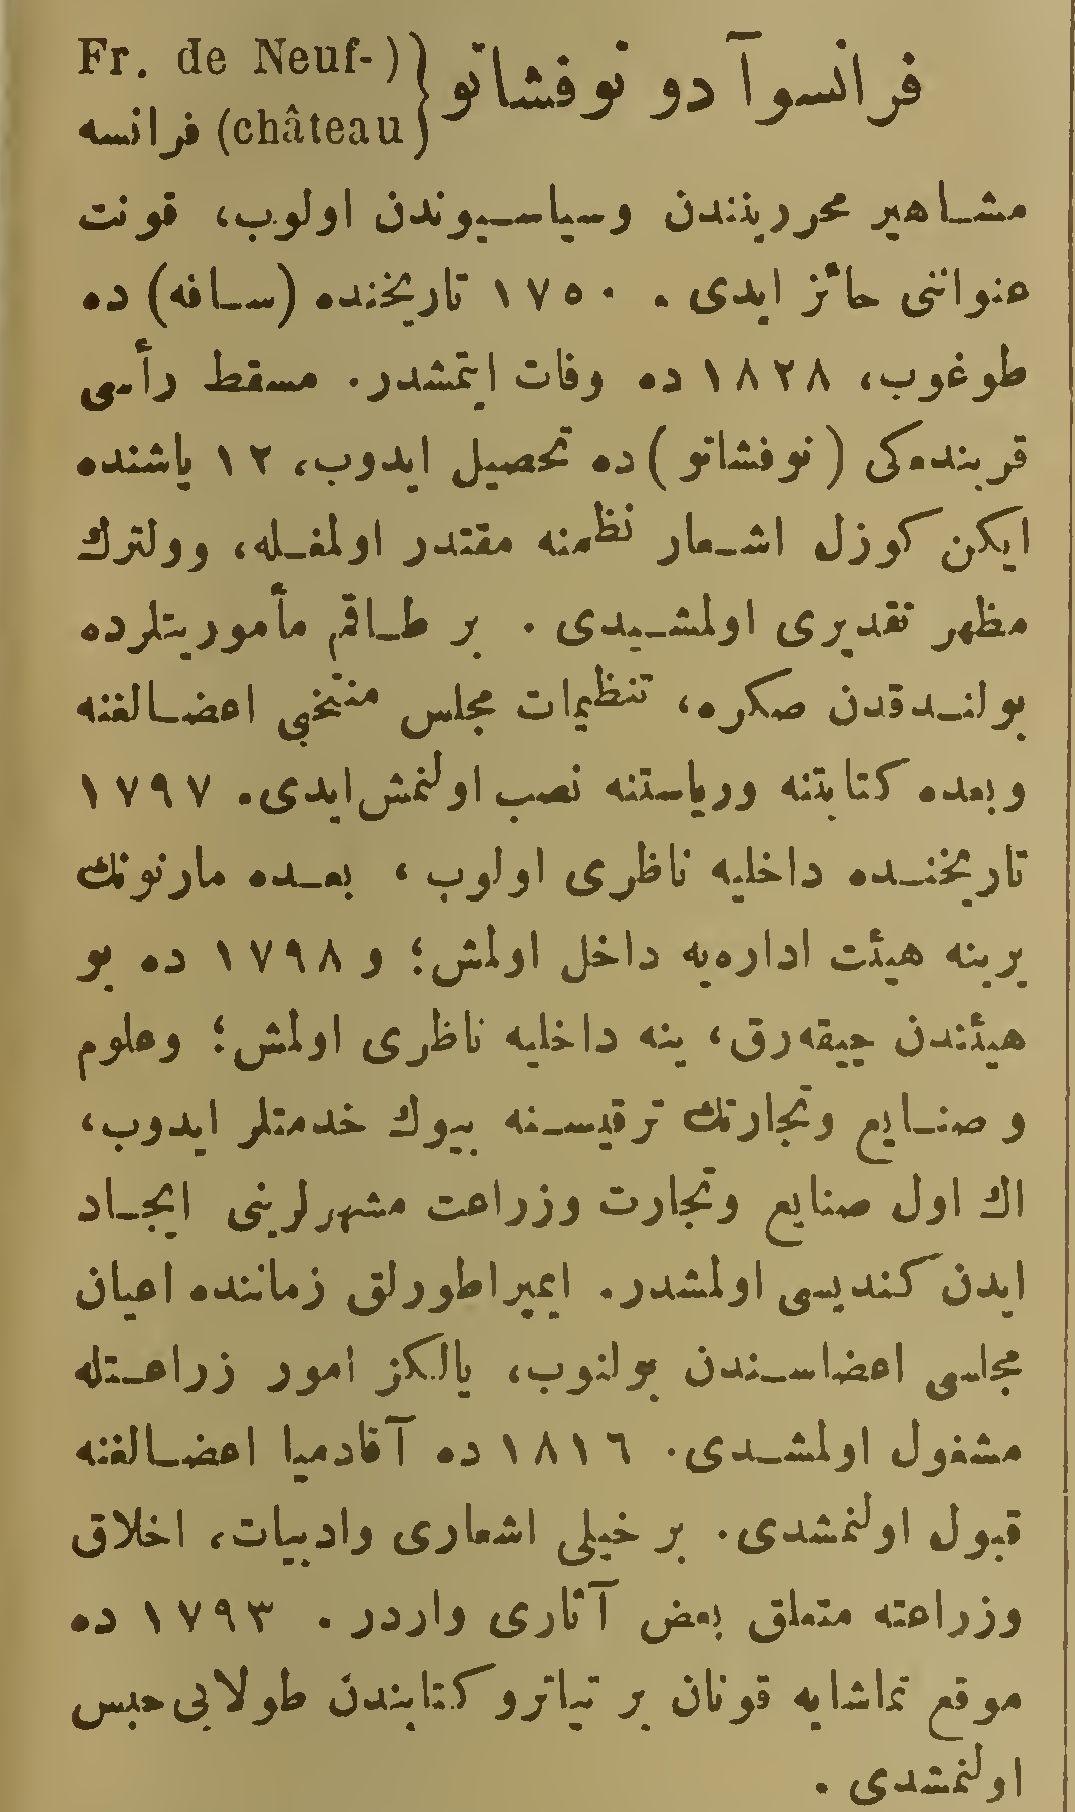 فرانسوآ دو نوفشاتو {(Fr. de Neuf-
château) فرانسه
مشاهیر محررینندن وسیاسیوندن اولوب، قونت
عنواننی حائز ایدی. ۱۷۵۰ تاریخنده (سافه) ده
طوغوب، ۱۸۲۸ ده وفات ایتمشدر. مسقط رأسی
قربنده‌کی (نوفشاتو) ده تحصیل ایدوب، ۱۲ یاشنده
ایکن کوزل اشعار نظمنه مقتدر اولمغله، وولترك
مظهر تقدیری اولمشیدی. بر طاقم مأموریتلرده
بولندقدن صکره، تنظیمات مجلس منتخبی اعضالغنه
وبعده کتابتنه وریاستنه نصب اولنمش ایدی. ۱۷۹۷
تاریخنده داخلیه ناظری اولوب، بعده مارنونك
یرینه هیئت اداره‌یه داخل اولمش؛ و ۱۷۹۸ ده بو
هیئتدن چیقه‌رق، ینه داخلیه ناظری اولمش؛ وعلوم
و صنایع وتجارتك ترقیسنه بیوك خدمتلر ایدوب،
اك اول صنایع وتجارت وزراعت مشهرلرینی ایجاد
ایدن کندیسی اولمشدر. ایمپراطورلق زماننده اعیان
مجلسی اعضاسندن بولنوب، یالکز امور زراعتله
مشغول اولمشدی. ۱۸۱٦ ده آقادمیا اعضالغنه
قبول اولنمشدی. بر خیلی اشعاری وادبیات، اخلاق
وزراعته متعلق بعض آثاری واردر. ۱۷۹۳ ده
موقع تماشایه قونان بر تیاترو کتابندن طولایی حبس
اولنمشدی.